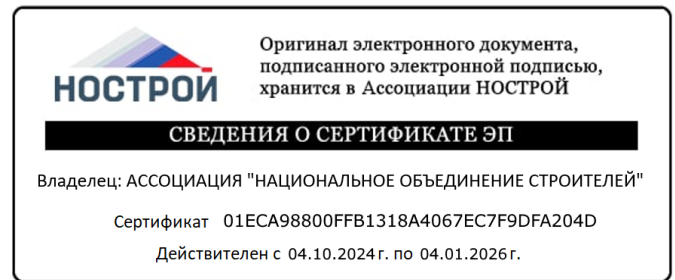 НОСТРОЙ
Оригинал электронного документа,
подписанного электронной подписью,
хранится в Ассоциации НОСТРОЙ
СВЕДЕНИЯ О СЕРТИФИКАТЕ ЭП
Владелец: АССОЦИАЦИЯ "НАЦИОНАЛЬНОЕ ОБЪЕДИНЕНИЕ СТРОИТЕЛЕЙ"
Сертификат 01ECA98800FFB1318A4067EC7F9DFA204D
Действителен с 04.10.2024 г. по 04.01.2026 г.